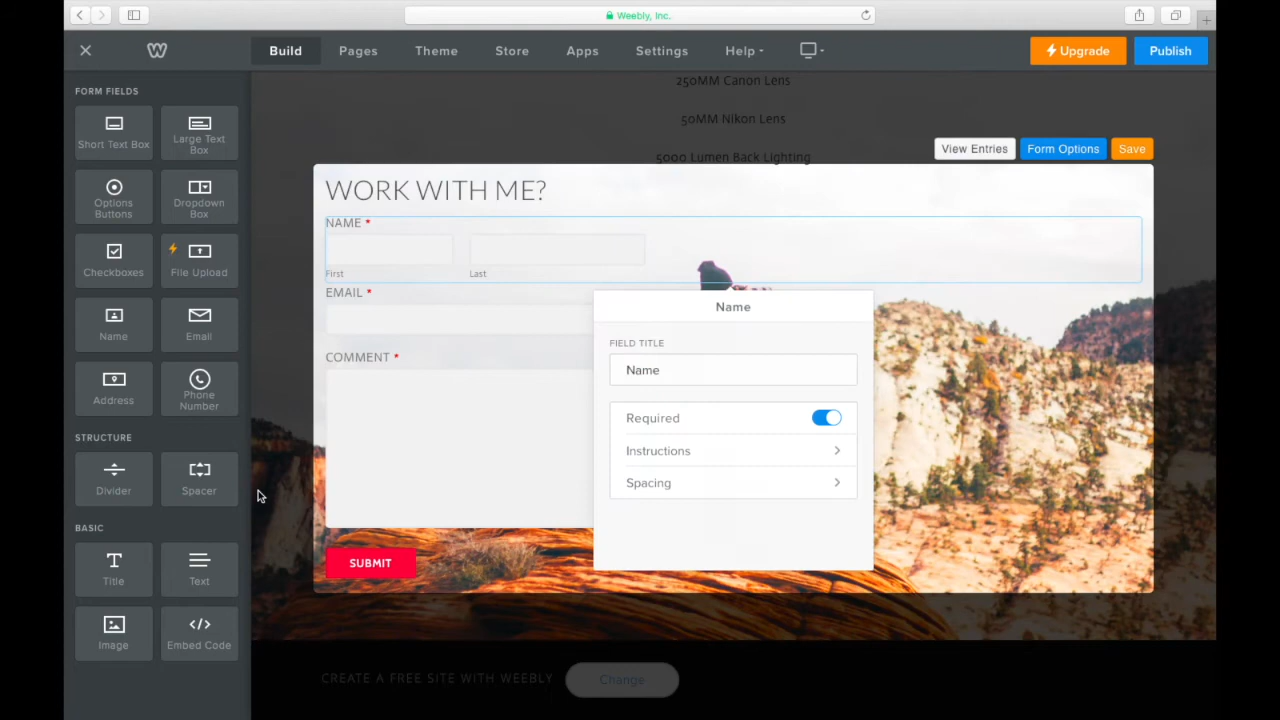 Weebly, Inc.
Build
Pages
Theme
Store
Apps
Settings
Help
Upgrade
Publish
FORM FIELDS
Short Text Box
Large Text
Box
Options
Buttons
Dropdown
Box
Checkboxes
File Upload
Name
Email
Address
Phone
Number
STRUCTURE
Divider
Spacer
BASIC
Title
Text
Image
Embed Code
250MM Canon Lens
50MM Nikon Lens
5000 Lumen Back Lighting
View Entries
Form Options
Save
WORK WITH ME?
NAME *
First
Last
EMAIL *
COMMENT *
SUBMIT
Name
FIELD TITLE
Name
Required
Instructions
Spacing
CREATE A FREE SITE WITH WEEBLY
Change